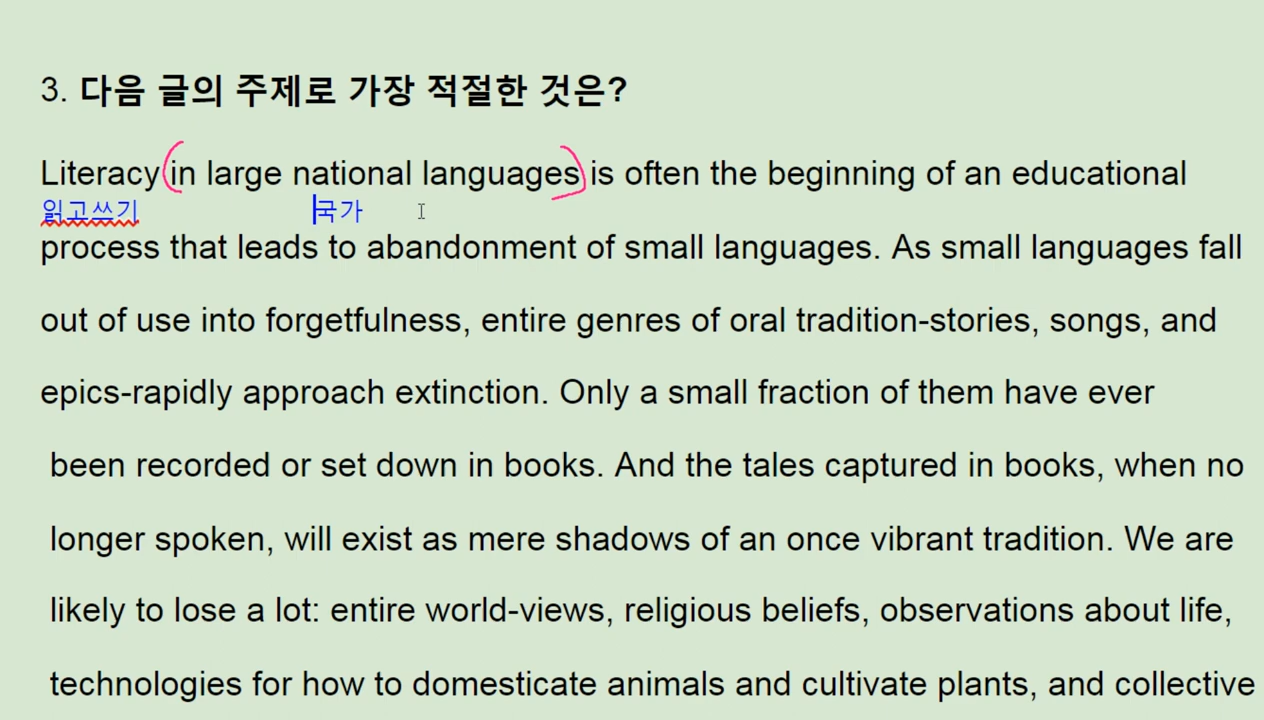 3. 다음 글의 주제로 가장 적절한 것은?
Literacy (in large national languages) is often the beginning of an educational
읽고쓰기 국가
process that leads to abandonment of small languages. As small languages fall
out of use into forgetfulness, entire genres of oral tradition-stories, songs, and
epics-rapidly approach extinction. Only a small fraction of them have ever
been recorded or set down in books. And the tales captured in books, when no
longer spoken, will exist as mere shadows of an once vibrant tradition. We are
likely to lose a lot: entire world-views, religious beliefs, observations about life,
technologies for how to domesticate animals and cultivate plants, and collective